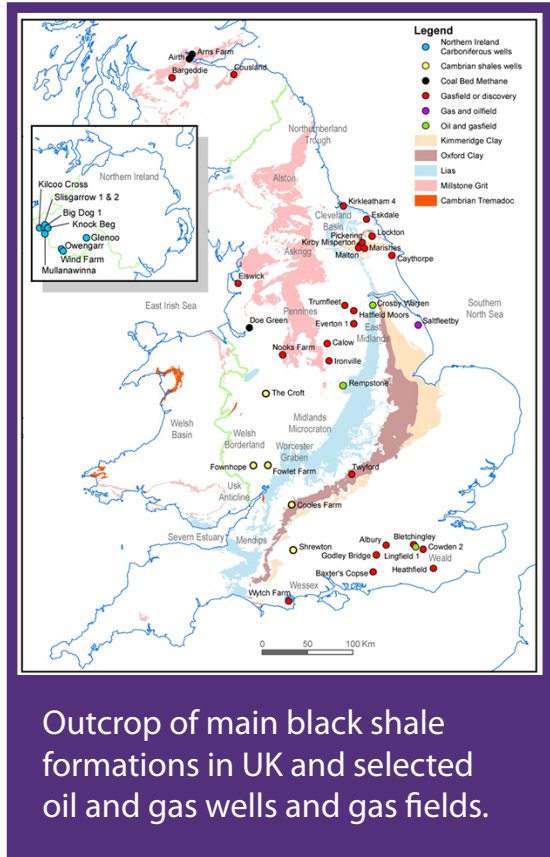 Legend
Northern Ireland
Carboniferous wells
Cambrian shales wells
Coal Bed Methane
Gasfield or discovery
Gas and oilfield
Oil and gasfield
Kimmeridge Clay
Oxford Clay
Lias
Millstone Grit
Cambrian Tremadoc
Airth
Arns Farm
Bargeddie
Cousland
Northumberland
Trough
Alston
Northern Ireland
Kilcoo Cross
Slisgarrow 1 & 2
Big Dog 1
Knock Beg
Glenoo
Owengarr
Wind Farm
Mullanawinna
Kirkleatham 4
Cleveland
Basin
Eskdale
Lockton
Pickering
Kirby Misperton
Marishes
Malton
Caythorpe
Askrigg
Elswick
East Irish Sea
Pennines
Trumfleet
Crosby Warren
Hatfield Moors
Southern
North Sea
Doe Green
Everton 1
East
Midlands
Saltfleetby
Nooks Farm
Calow
Ironville
Rempstone
The Croft
Welsh
Basin
Midlands
Microcraton
Welsh
Borderland
Worcester
Graben
Fownhope
Fowlet Farm
Twyford
Usk
Anticline
Cooles Farm
Severn Estuary
Mendips
Shrewton
Albury
Bletchingley
Cowden 2
Godley Bridge
Lingfield 1
Weald
Baxter's Copse
Heathfield
Wessex
Wytch Farm
0 50 100 Km
Outcrop of main black shale
formations in UK and selected
oil and gas wells and gas fields.